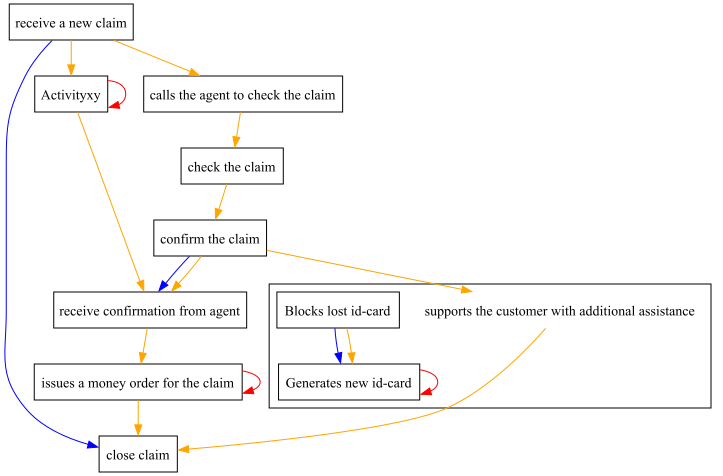 receive a new claim
Activityxy
calls the agent to check the claim
check the claim
confirm the claim
receive confirmation from agent
Blocks lost id-card
supports the customer with additional assistance
issues a money order for the claim
Generates new id-card
close claim